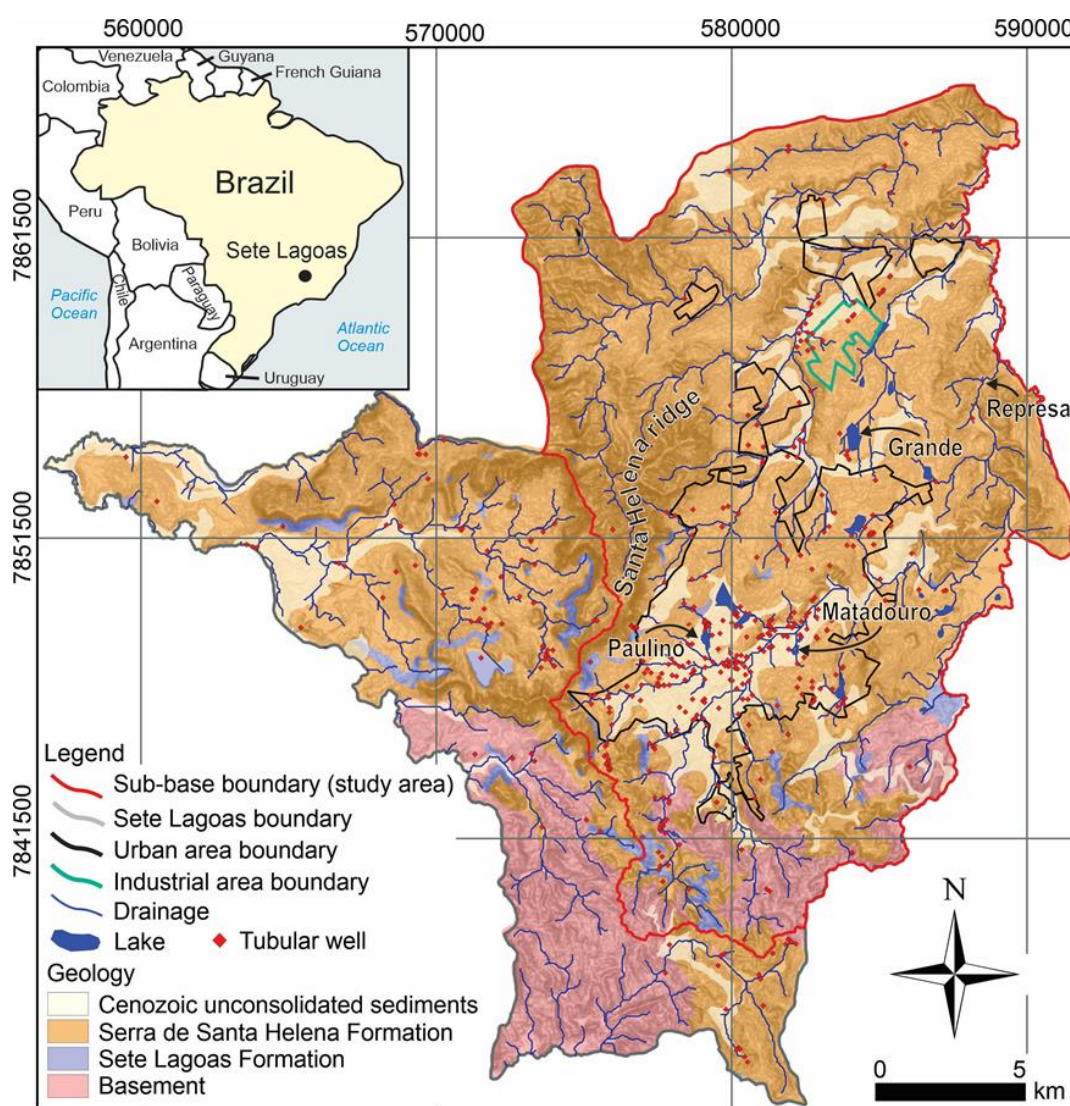 560000
570000
580000
590000
7861500
7851500
7841500
Venezuela
Guyana
French Guiana
Colombia
Brazil
Peru
Sete Lagoas
Bolivia
Paraguay
Chile
Pacific
Ocean
Argentina
Atlantic
Ocean
Uruguay
Santa Helena ridge
Represa
Grande
Matadouro
Paulino
Legend
Sub-base boundary (study area)
Sete Lagoas boundary
Urban area boundary
Industrial area boundary
Drainage
Lake
Tubular well
Geology
Cenozoic unconsolidated sediments
Serra de Santa Helena Formation
Sete Lagoas Formation
Basement
N
0 5
km